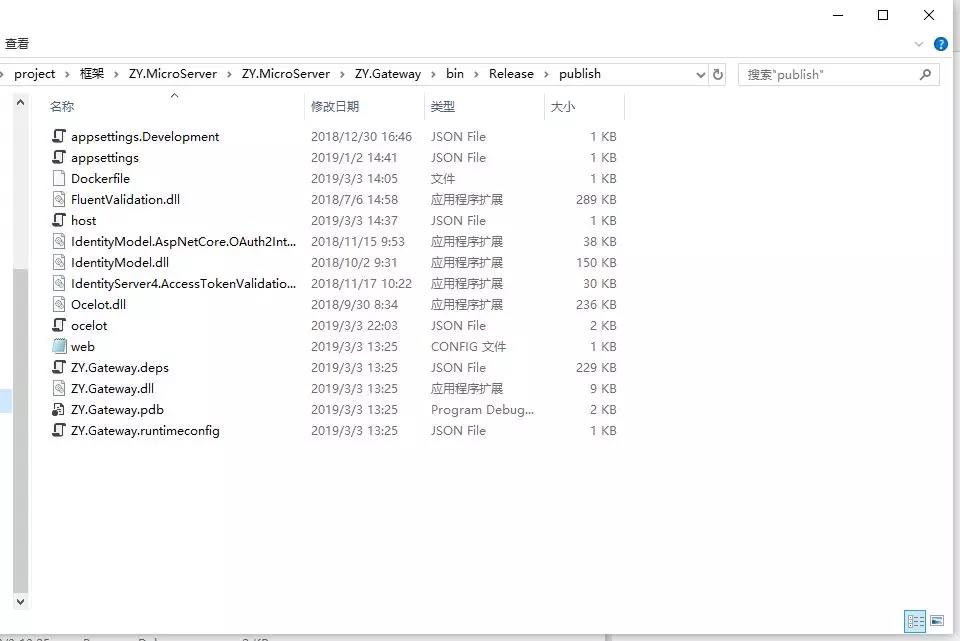 查看
project > 框架 > ZY.MicroServer > ZY.MicroServer > ZY.Gateway > bin > Release > publish
搜索"publish"
名称 修改日期 类型 大小
appsettings.Development 2018/12/30 16:46 JSON File 1 KB
appsettings 2019/1/2 14:41 JSON File 1 KB
Dockerfile 2019/3/3 14:05 文件 1 KB
FluentValidation.dll 2018/7/6 14:58 应用程序扩展 289 KB
host 2019/3/3 14:37 JSON File 1 KB
IdentityModel.AspNetCore.OAuth2Int... 2018/11/15 9:53 应用程序扩展 38 KB
IdentityModel.dll 2018/10/2 9:31 应用程序扩展 150 KB
IdentityServer4.AccessTokenValidatio... 2018/11/17 10:22 应用程序扩展 30 KB
Ocelot.dll 2018/9/30 8:34 应用程序扩展 236 KB
ocelot 2019/3/3 22:03 JSON File 2 KB
web 2019/3/3 13:25 CONFIG 文件 1 KB
ZY.Gateway.deps 2019/3/3 13:25 JSON File 229 KB
ZY.Gateway.dll 2019/3/3 13:25 应用程序扩展 9 KB
ZY.Gateway.pdb 2019/3/3 13:25 Program Debug... 2 KB
ZY.Gateway.runtimeconfig 2019/3/3 13:25 JSON File 1 KB